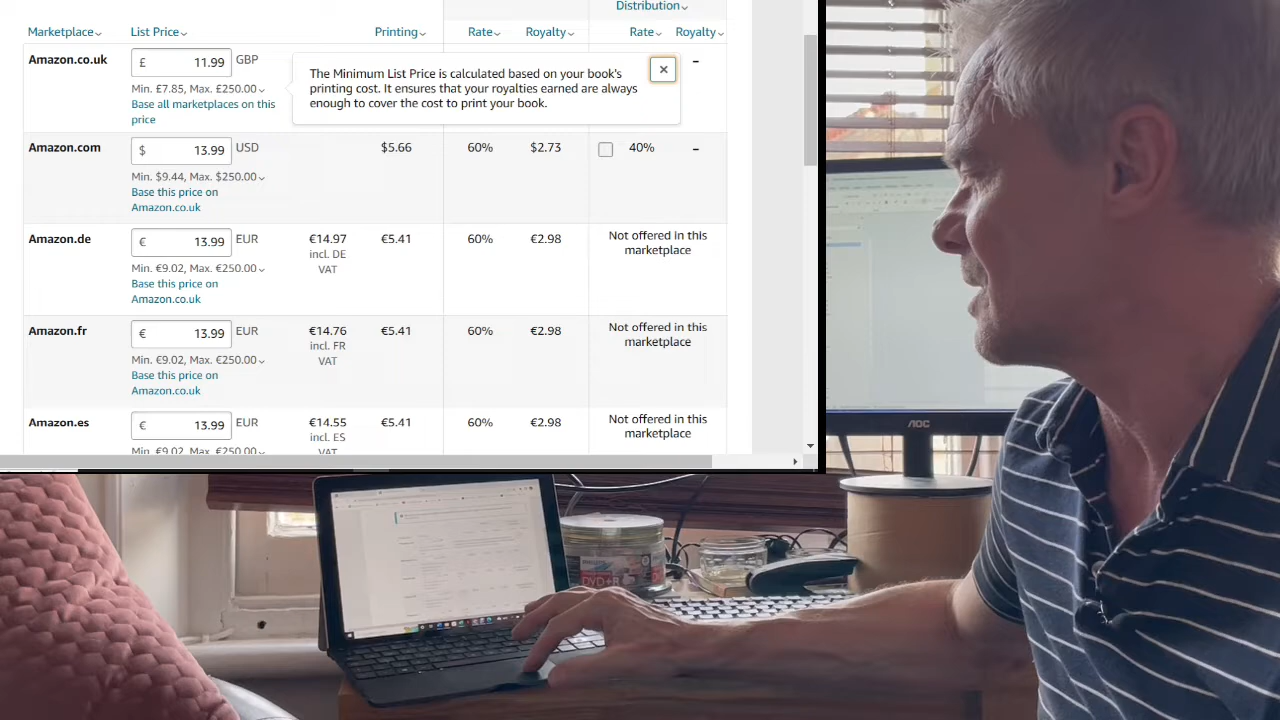 Distribution
Marketplace List Price Printing Rate Royalty Rate Royalty
Amazon.co.uk £ 11.99 GBP –
The Minimum List Price is calculated based on your book's
printing cost. It ensures that your royalties earned are always
enough to cover the cost to print your book.
Min. £7.85, Max. £250.00
Base all marketplaces on this
price
Amazon.com $ 13.99 USD $5.66 60% $2.73 40% –
Min. $9.44, Max. $250.00
Base this price on
Amazon.co.uk
Amazon.de € 13.99 EUR €14.97 €5.41 60% €2.98 Not offered in this
incl. DE marketplace
VAT
Min. €9.02, Max. €250.00
Base this price on
Amazon.co.uk
Amazon.fr € 13.99 EUR €14.76 €5.41 60% €2.98 Not offered in this
incl. FR marketplace
VAT
Min. €9.02, Max. €250.00
Base this price on
Amazon.co.uk
Amazon.es € 13.99 EUR €14.55 €5.41 60% €2.98 Not offered in this
incl. ES marketplace
VAT
Min. €9.02, Max. €250.00
AOC
DVD+R